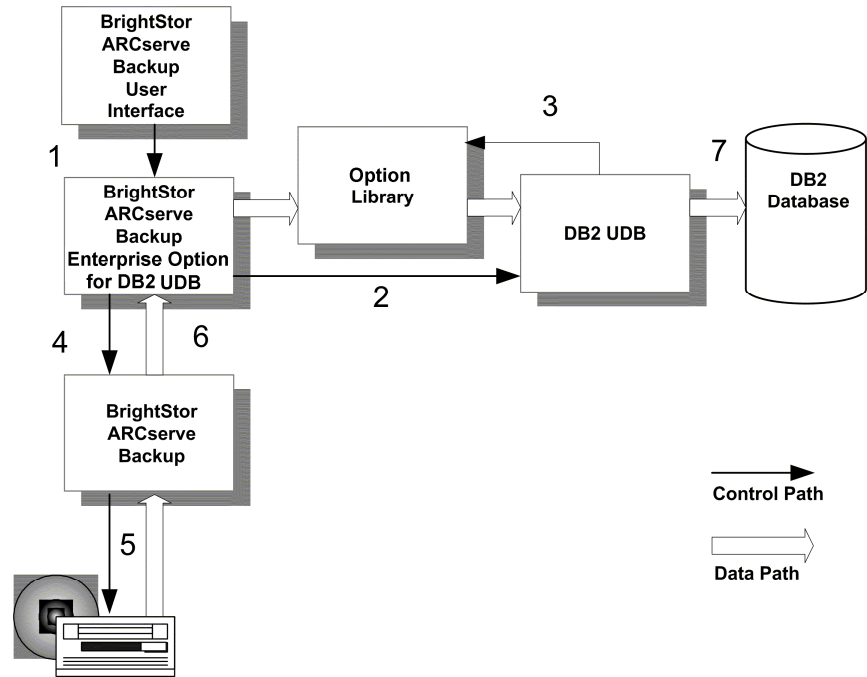 BrightStor
ARCserve
Backup
User
Interface
1
BrightStor
ARCserve
Backup
Enterprise Option
for DB2 UDB
Option
Library
3
DB2 UDB
7
DB2
Database
2
4
6
BrightStor
ARCserve
Backup
5
Control Path
Data Path